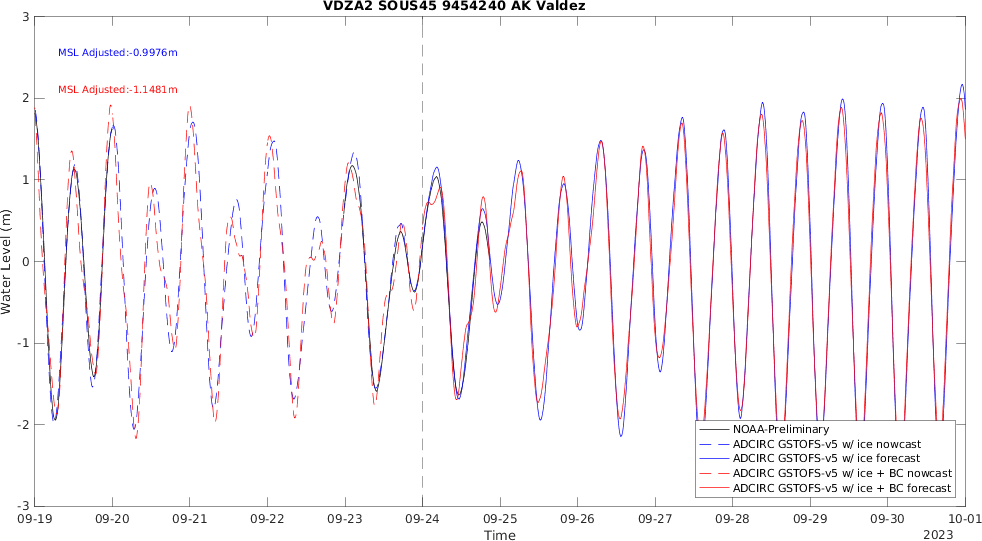 VDZA2 SOUS45 9454240 AK Valdez
MSL Adjusted:-0.9976m
MSL Adjusted:-1.1481m
Water Level (m)
3
2
1
0
-1
-2
-3
NOAA-Preliminary
ADCIRC GSTOFS-v5 w/ ice nowcast
ADCIRC GSTOFS-v5 w/ ice forecast
ADCIRC GSTOFS-v5 w/ ice + BC nowcast
ADCIRC GSTOFS-v5 w/ ice + BC forecast
09-19 09-20 09-21 09-22 09-23 09-24 09-25 09-26 09-27 09-28 09-29 09-30 10-01
Time
2023